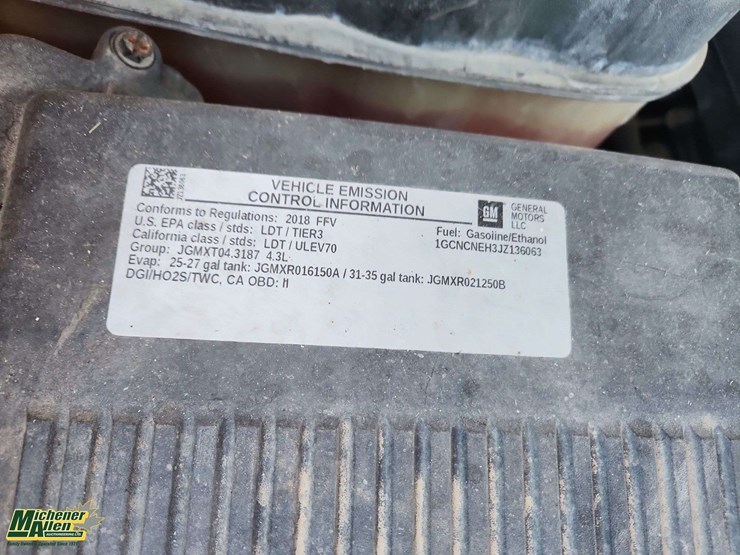 VEHICLE EMISSION
CONTROL INFORMATION
Conforms to Regulations: 2018 FFV
U.S. EPA class / stds: LDT / TIER3
California class / stds: LDT / ULEV70
Group: JGMXT04.3187 4.3L
Evap: 25-27 gal tank: JGMXR016150A / 31-35 gal tank: JGMXR021250B
DGI/HO2S/TWC, CA OBD: II
GM
GENERAL
MOTORS
LLC
Fuel: Gasoline/Ethanol
1GCNCNEH3JZ136063
Michener
Allen
AUCTIONEERING LTD.